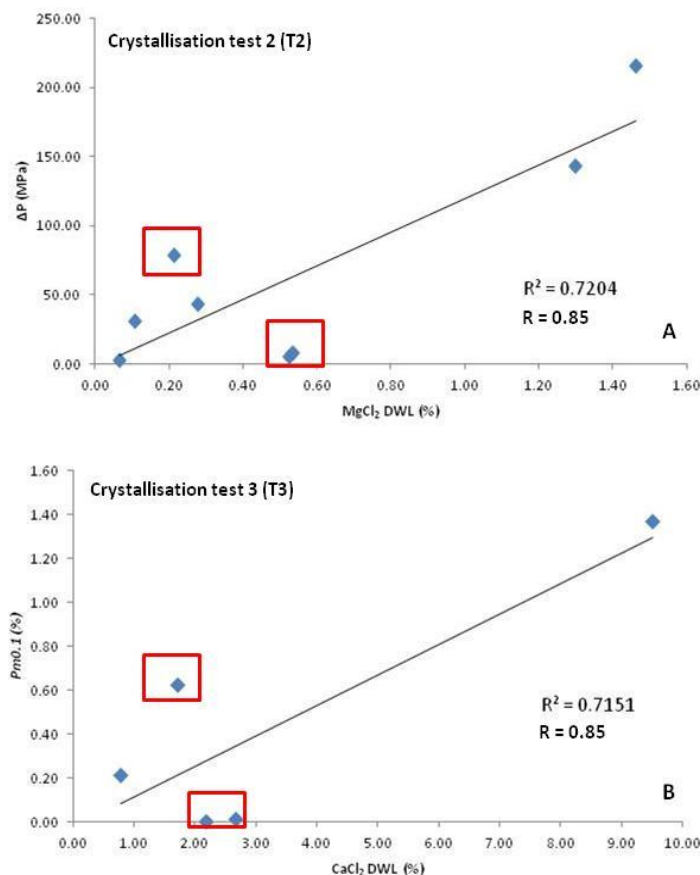 Crystallisation test 2 (T2)
250.00
200.00
150.00
100.00
50.00
0.00
ΔP (MPa)
R² = 0.7204
R = 0.85
A
0.00 0.20 0.40 0.60 0.80 1.00 1.20 1.40 1.60
MgCl₂ DWL (%)
Crystallisation test 3 (T3)
1.60
1.40
1.20
1.00
0.80
0.60
0.40
0.20
0.00
Pm0.1 (%)
R² = 0.7151
R = 0.85
B
0.00 1.00 2.00 3.00 4.00 5.00 6.00 7.00 8.00 9.00 10.00
CaCl₂ DWL (%)